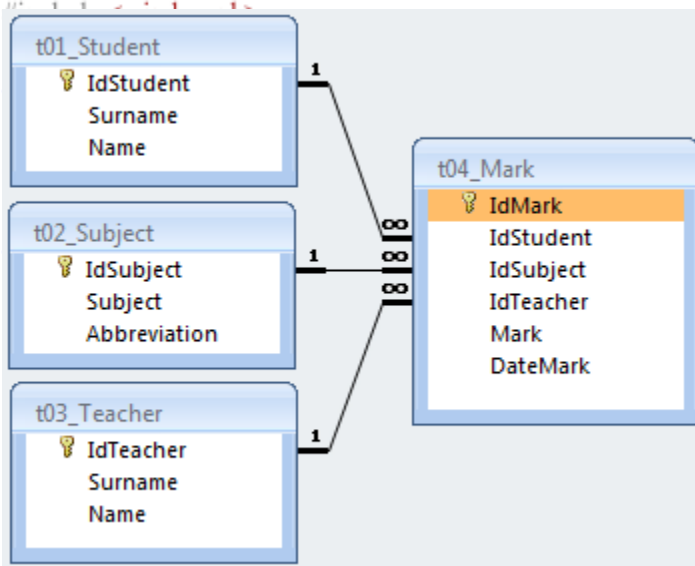 t01_Student
IdStudent
Surname
Name
1
t02_Subject
IdSubject
Subject
Abbreviation
1
t03_Teacher
IdTeacher
Surname
Name
1
t04_Mark
IdMark
∞ IdStudent
∞ IdSubject
∞ IdTeacher
Mark
DateMark